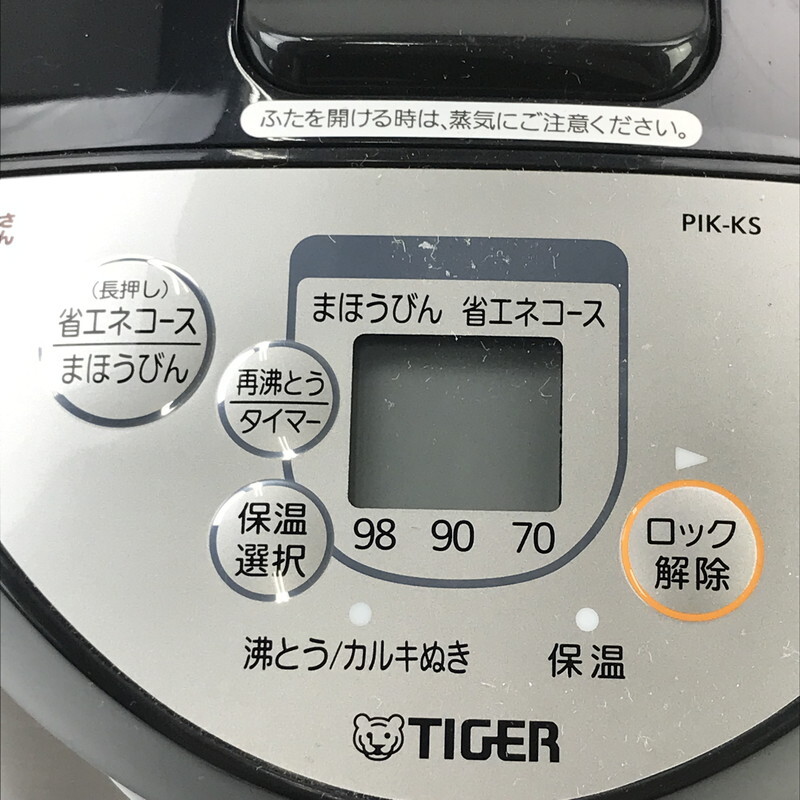 ふたを開ける時は、蒸気にご注意ください。
さ
ん
PIK-KS
(長押し)
省エネコース
まほうびん
まほうびん 省エネコース
再沸とう
タイマー
保温
選択
98 90 70
ロック
解除
沸とう/カルキぬき
保温
TIGER